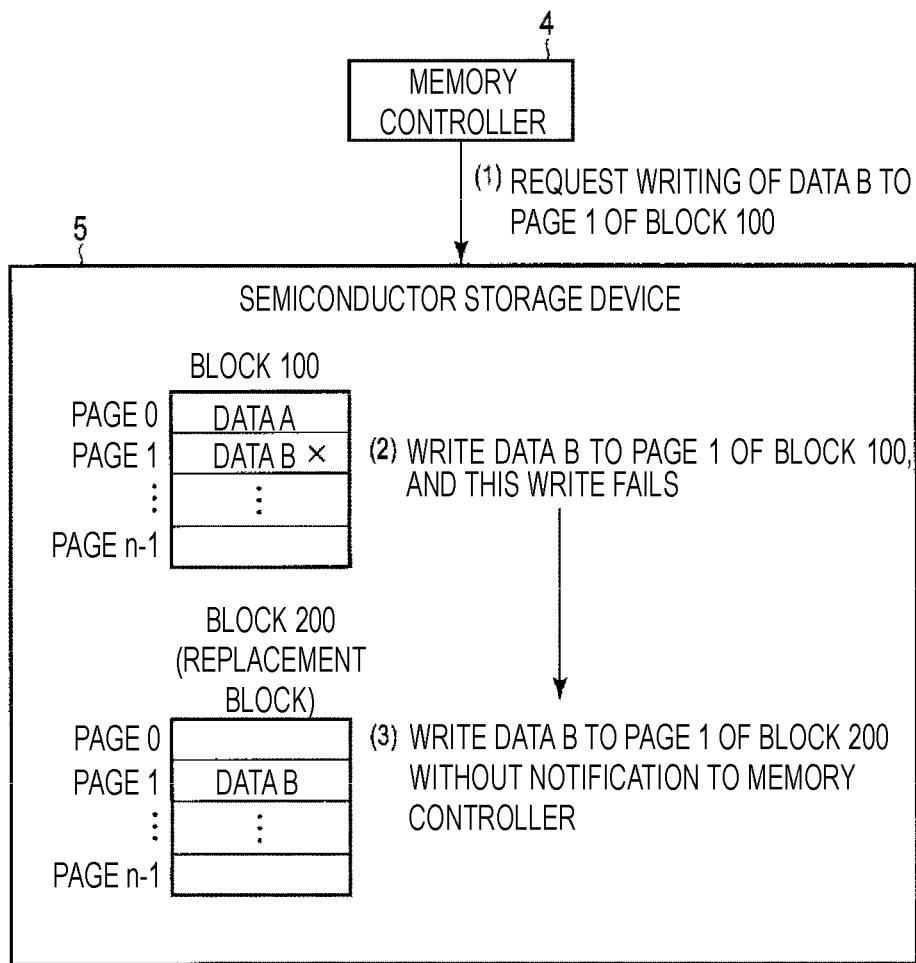 4
MEMORY
CONTROLLER
(1) REQUEST WRITING OF DATA B TO
PAGE 1 OF BLOCK 100
5
SEMICONDUCTOR STORAGE DEVICE
BLOCK 100
PAGE 0 DATA A
PAGE 1 DATA B ×
(2) WRITE DATA B TO PAGE 1 OF BLOCK 100,
AND THIS WRITE FAILS
⋮ ⋮
PAGE n-1
BLOCK 200
(REPLACEMENT
BLOCK)
PAGE 0
PAGE 1 DATA B
⋮ ⋮
PAGE n-1
(3) WRITE DATA B TO PAGE 1 OF BLOCK 200
WITHOUT NOTIFICATION TO MEMORY
CONTROLLER